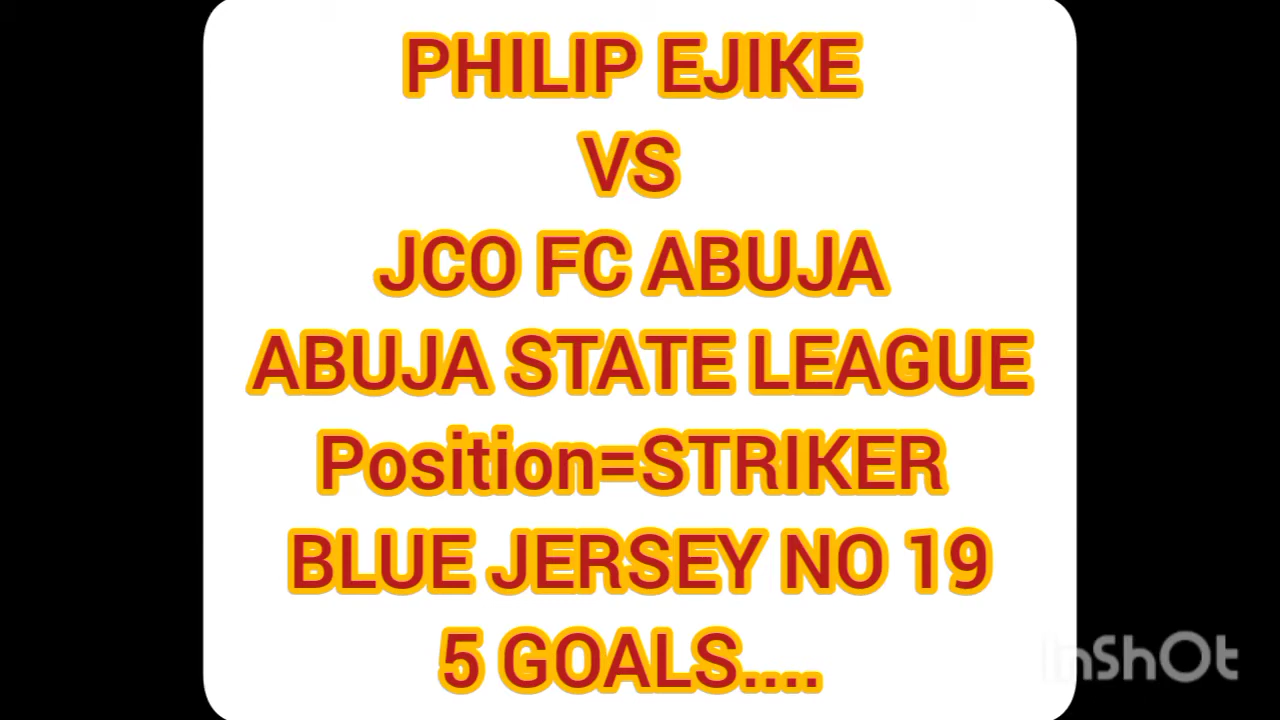 PHILIP EJIKE
VS
JCO FC ABUJA
ABUJA STATE LEAGUE
Position=STRIKER
BLUE JERSEY NO 19
5 GOALS....
InShOt